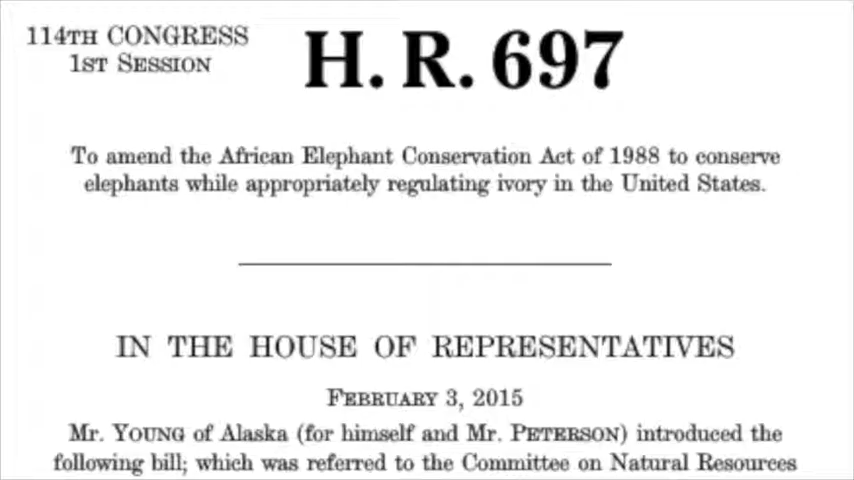 114TH CONGRESS
1ST SESSION
H. R. 697
To amend the African Elephant Conservation Act of 1988 to conserve
elephants while appropriately regulating ivory in the United States.
IN THE HOUSE OF REPRESENTATIVES
FEBRUARY 3, 2015
Mr. YOUNG of Alaska (for himself and Mr. PETERSON) introduced the
following bill; which was referred to the Committee on Natural Resources